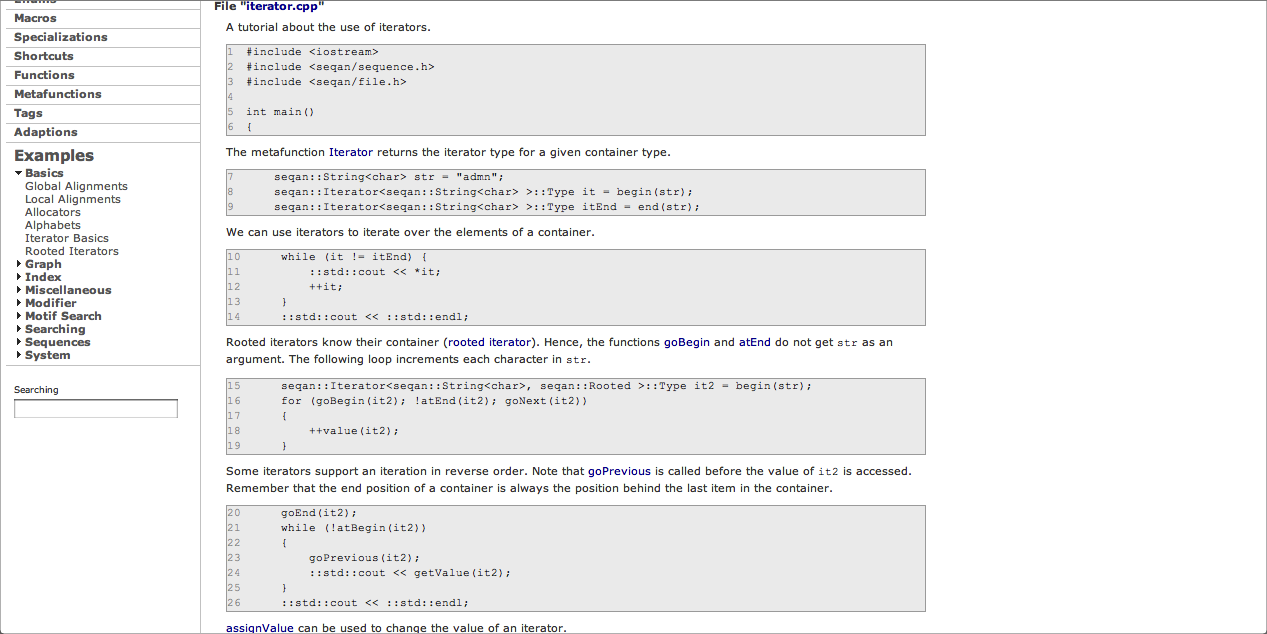 Enums
Macros
Specializations
Shortcuts
Functions
Metafunctions
Tags
Adaptions
Examples
Basics
Global Alignments
Local Alignments
Allocators
Alphabets
Iterator Basics
Rooted Iterators
Graph
Index
Miscellaneous
Modifier
Motif Search
Searching
Sequences
System
Searching
File "iterator.cpp"
A tutorial about the use of iterators.
1 #include <iostream>
2 #include <seqan/sequence.h>
3 #include <seqan/file.h>
4
5 int main()
6 {
The metafunction Iterator returns the iterator type for a given container type.
7     seqan::String<char> str = "admn";
8     seqan::Iterator<seqan::String<char> >::Type it = begin(str);
9     seqan::Iterator<seqan::String<char> >::Type itEnd = end(str);
We can use iterators to iterate over the elements of a container.
10     while (it != itEnd) {
11         ::std::cout << *it;
12         ++it;
13     }
14     ::std::cout << ::std::endl;
Rooted iterators know their container (rooted iterator). Hence, the functions goBegin and atEnd do not get str as an
argument. The following loop increments each character in str.
15     seqan::Iterator<seqan::String<char>, seqan::Rooted >::Type it2 = begin(str);
16     for (goBegin(it2); !atEnd(it2); goNext(it2))
17     {
18         ++value(it2);
19     }
Some iterators support an iteration in reverse order. Note that goPrevious is called before the value of it2 is accessed.
Remember that the end position of a container is always the position behind the last item in the container.
20     goEnd(it2);
21     while (!atBegin(it2))
22     {
23         goPrevious(it2);
24         ::std::cout << getValue(it2);
25     }
26     ::std::cout << ::std::endl;
assignValue can be used to change the value of an iterator.